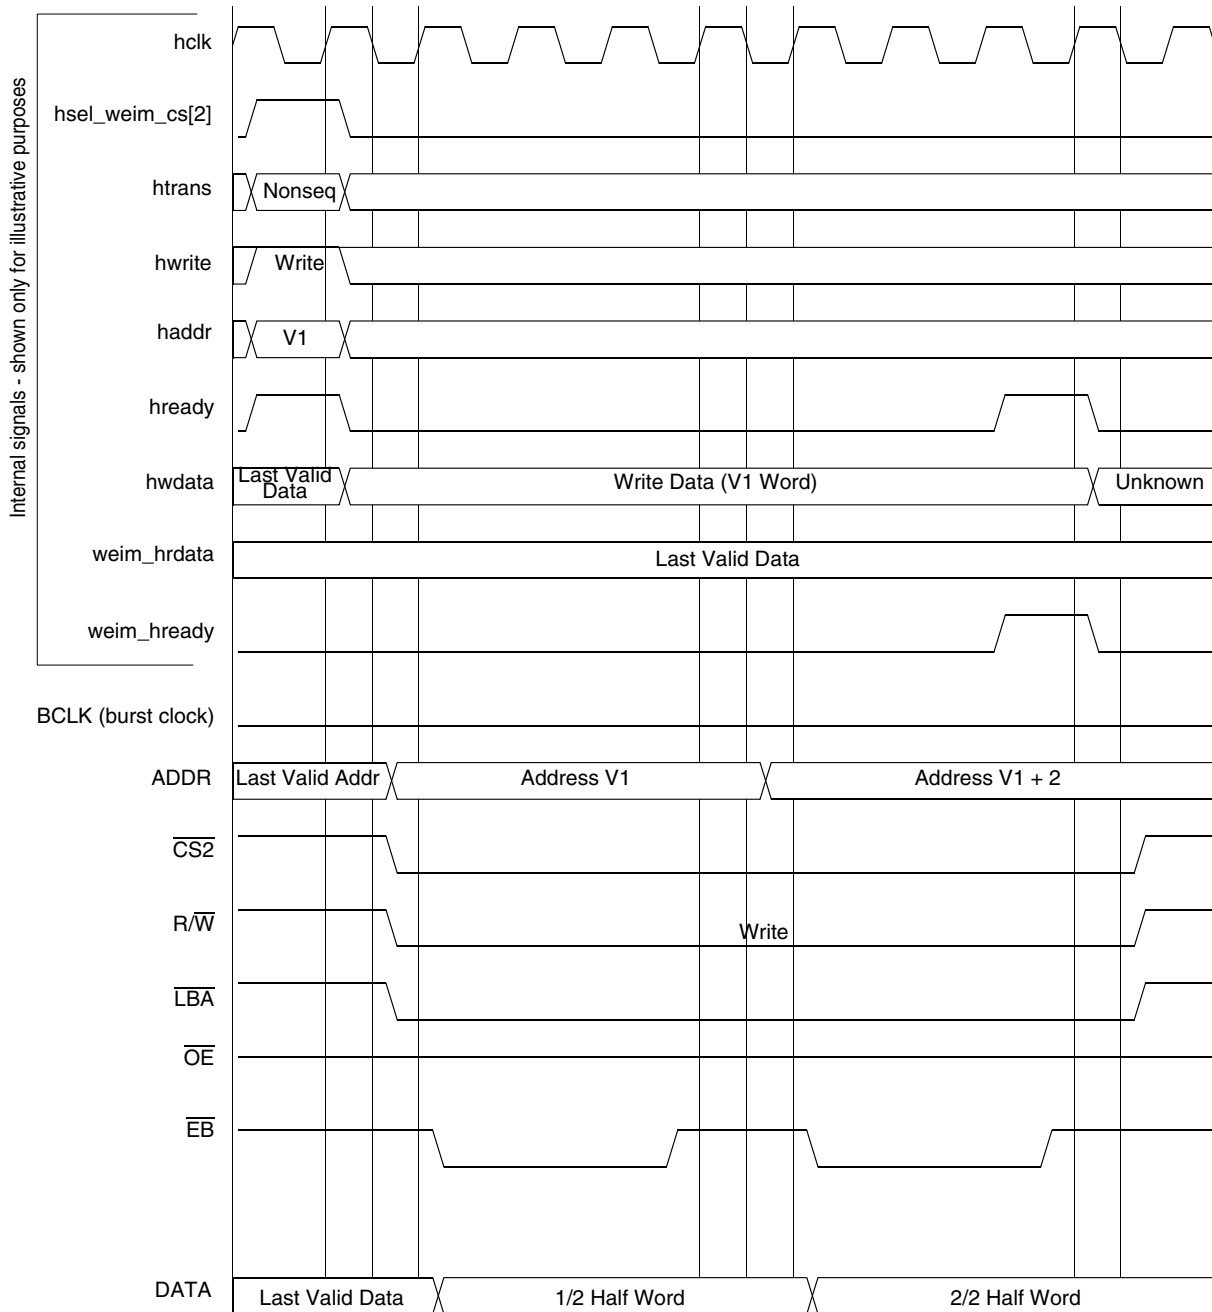 Internal signals - shown only for illustrative purposes
hclk
hsel_weim_cs[2]
htrans
Nonseq
hwrite
Write
haddr
V1
hready
hwdata
Last Valid
Data
Write Data (V1 Word)
Unknown
weim_hrdata
Last Valid Data
weim_hready
BCLK (burst clock)
ADDR
Last Valid Addr
Address V1
Address V1 + 2
CS2
R/W
Write
LBA
OE
EB
DATA
Last Valid Data
1/2 Half Word
2/2 Half Word